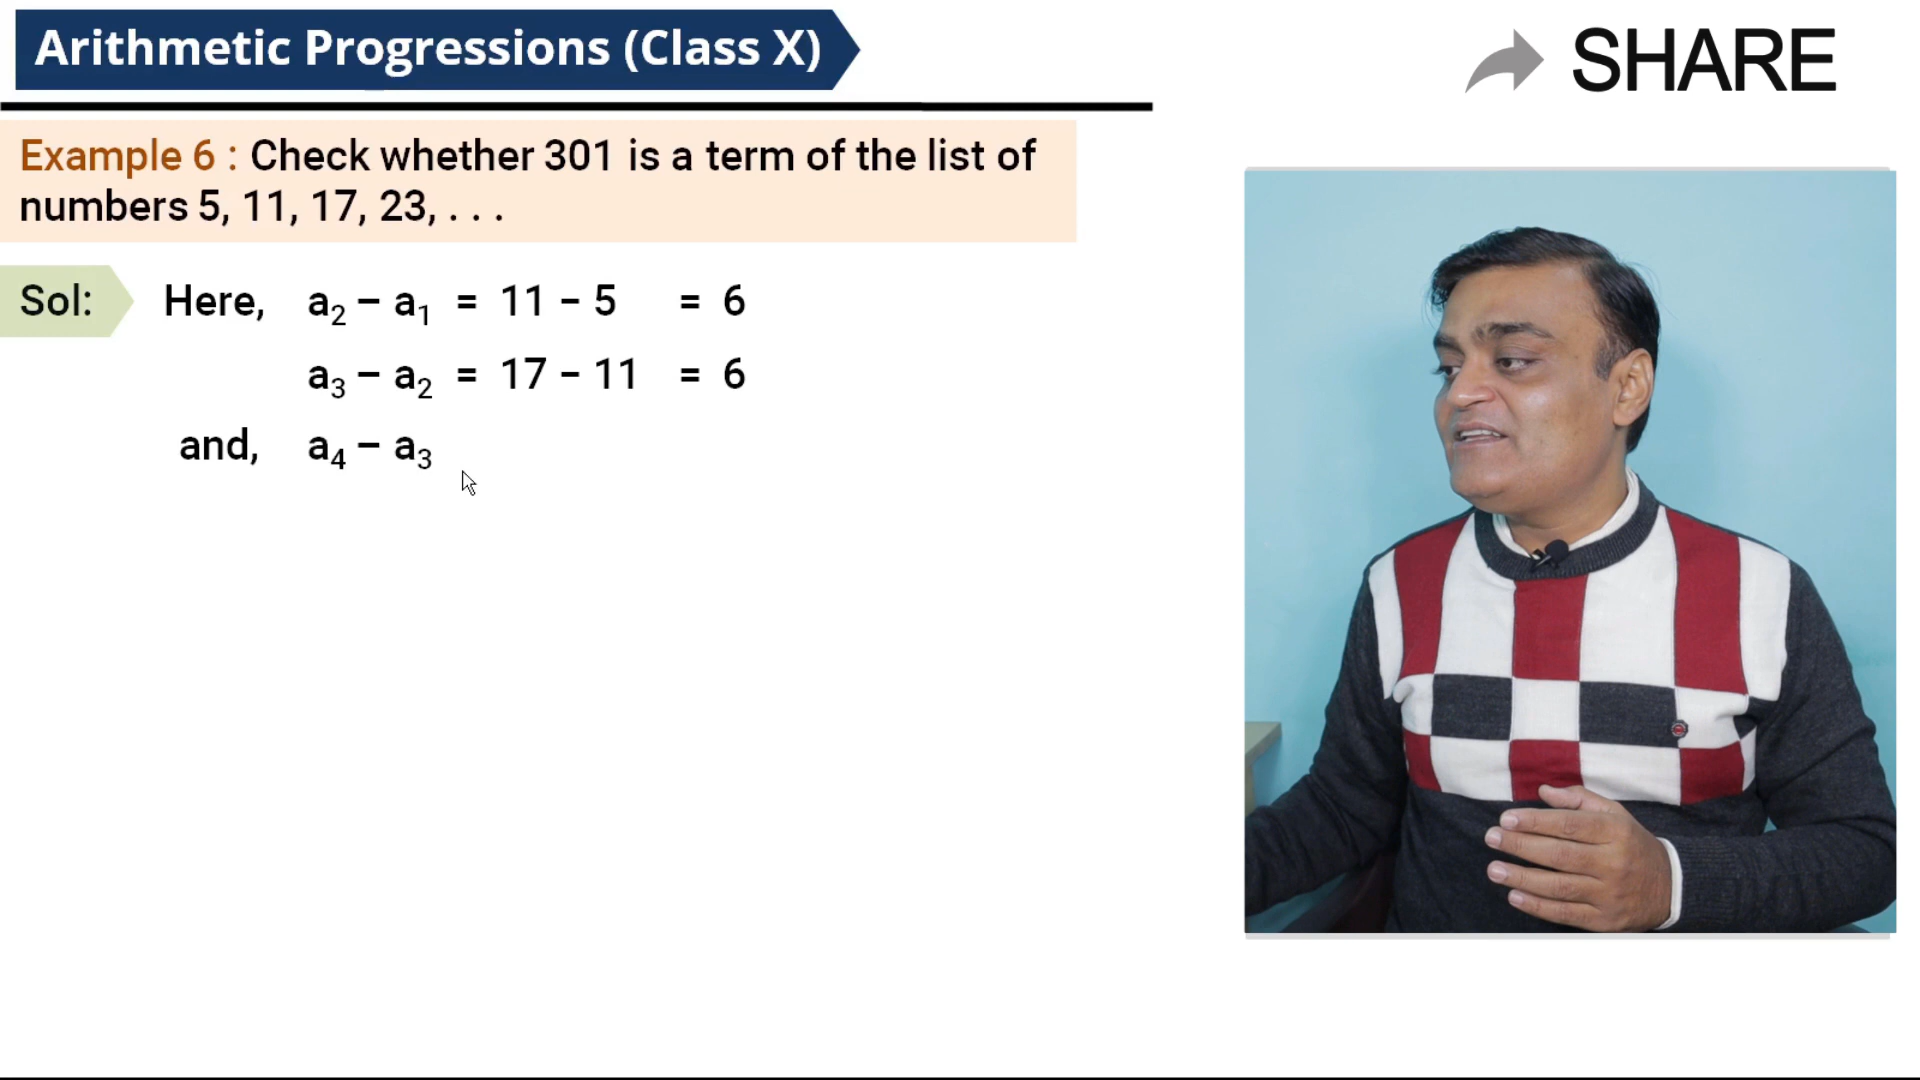 Arithmetic Progressions (Class X)
SHARE
Example 6 : Check whether 301 is a term of the list of
numbers 5, 11, 17, 23, . . .
Sol: Here, a₂ – a₁ = 11 – 5 = 6
a₃ – a₂ = 17 – 11 = 6
and, a₄ – a₃